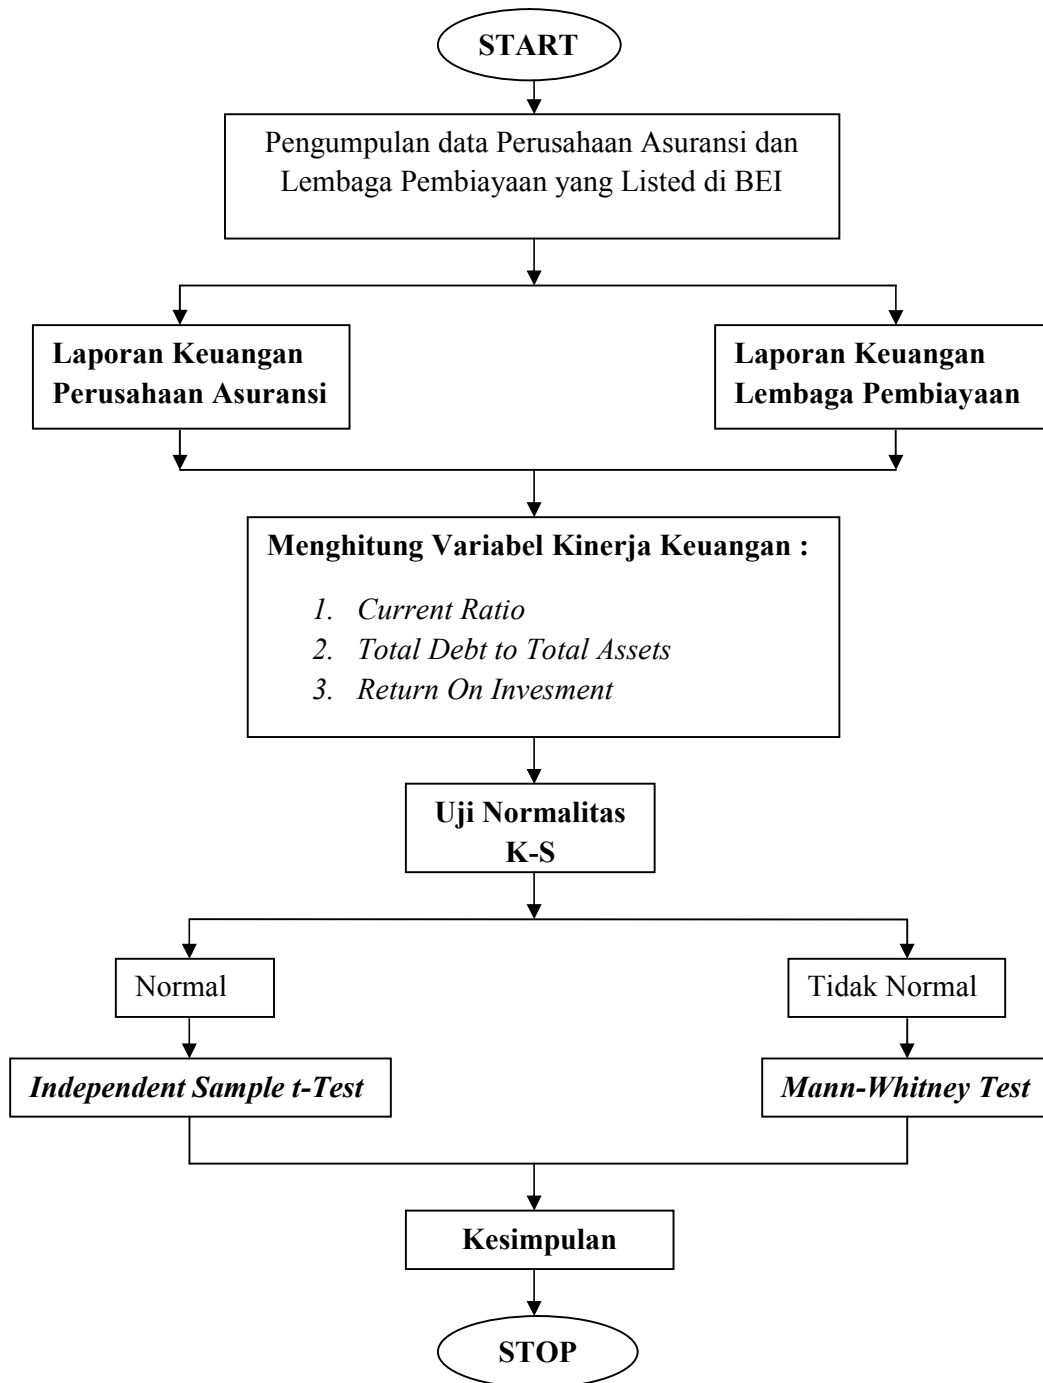 START
Pengumpulan data Perusahaan Asuransi dan
Lembaga Pembiayaan yang Listed di BEI
Laporan Keuangan
Perusahaan Asuransi
Laporan Keuangan
Lembaga Pembiayaan
Menghitung Variabel Kinerja Keuangan :
1. Current Ratio
2. Total Debt to Total Assets
3. Return On Invesment
Uji Normalitas
K-S
Normal
Tidak Normal
Independent Sample t-Test
Mann-Whitney Test
Kesimpulan
STOP